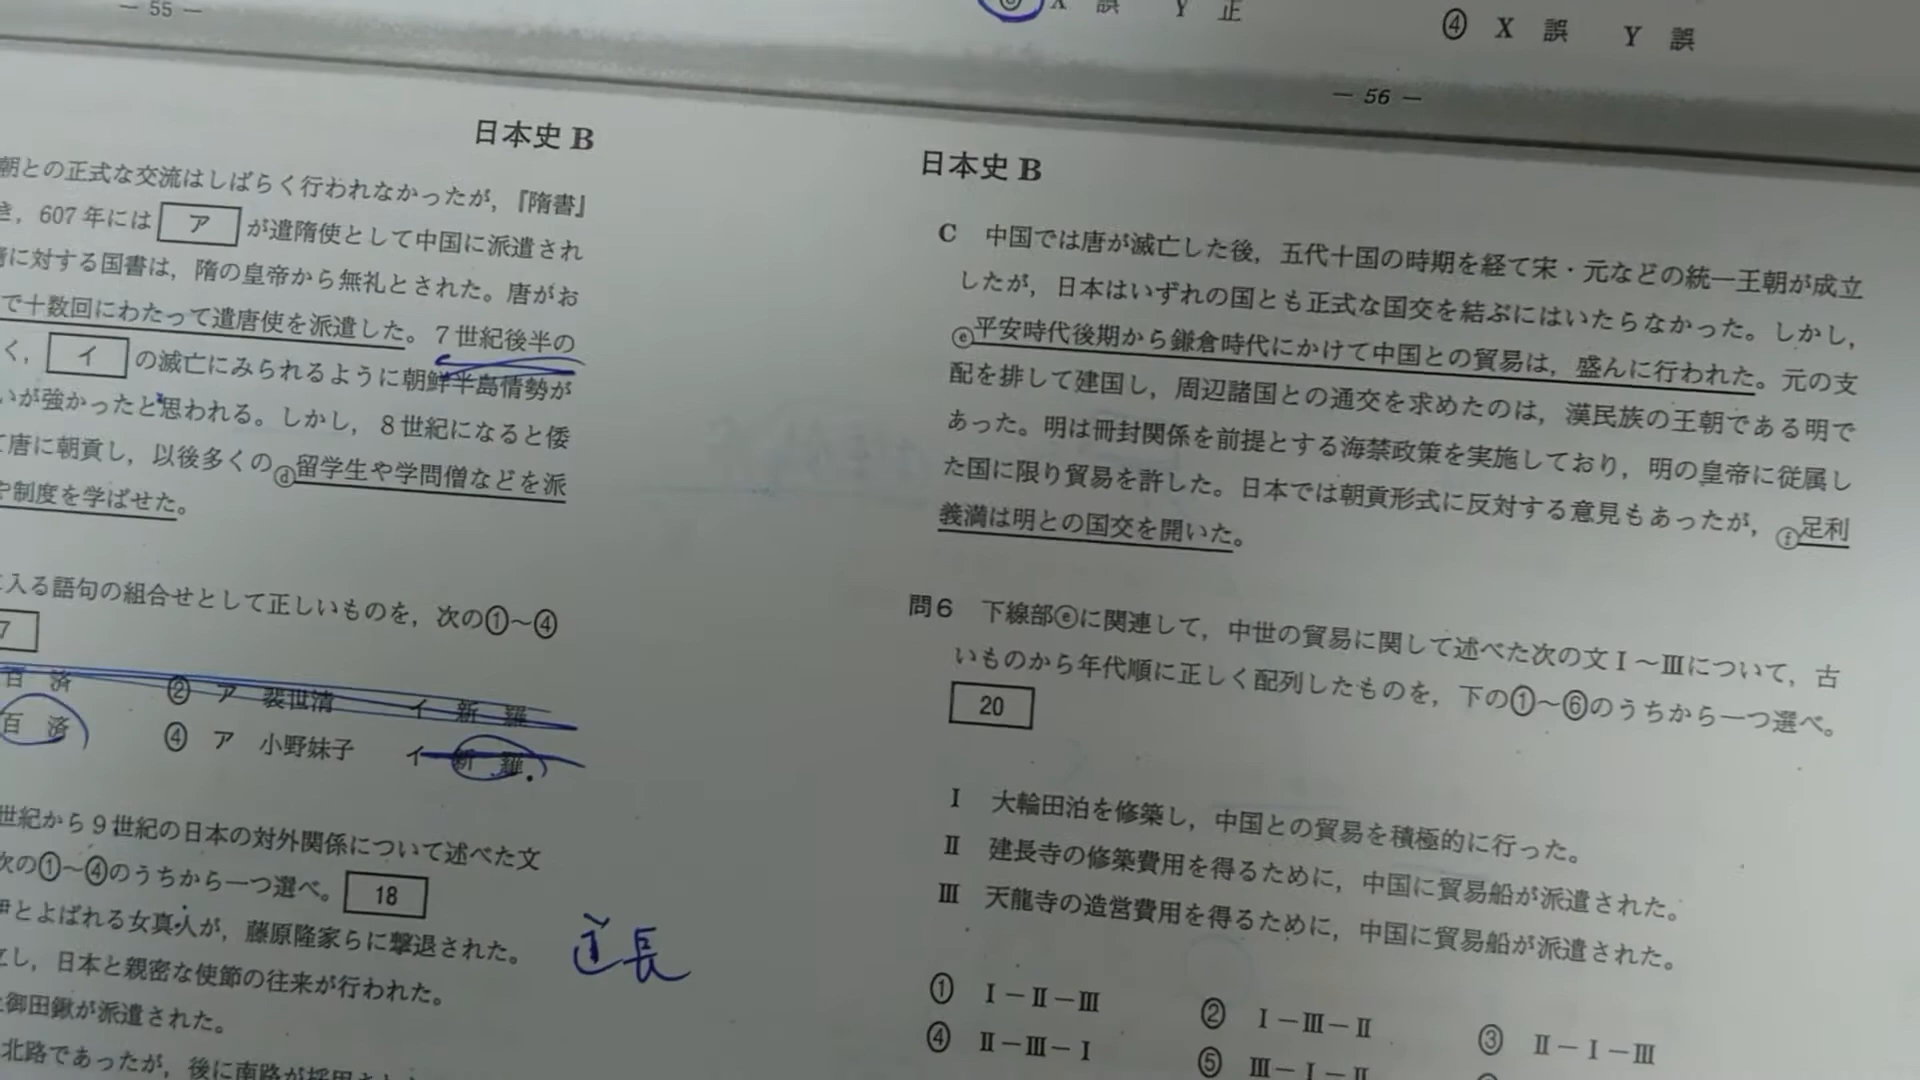 — 55 —
X 誤 Y 正
④ X 誤 Y 誤
— 56 —
日本史 B
朝との正式な交流はしばらく行われなかったが,『隋書』
き, 607 年には ア が遣隋使として中国に派遣され
に対する国書は, 隋の皇帝から無礼とされた。唐がお
で十数回にわたって遣唐使を派遣した。7 世紀後半の
く, イ の滅亡にみられるように朝鮮半島情勢が
いが強かったと思われる。しかし, 8 世紀になると倭
て唐に朝貢し, 以後多くのⓓ留学生や学問僧などを派
や制度を学ばせた。
に入る語句の組合せとして正しいものを, 次の①～④
7
百 済 ② ア 裴世清 イ 新 羅
百 済 ④ ア 小野妹子 イ 新 羅
世紀から 9 世紀の日本の対外関係について述べた文
次の①～④のうちから一つ選べ。 18
伊とよばれる女真人が, 藤原隆家らに撃退された。
道長
立し, 日本と親密な使節の往来が行われた。
上御田鍬が派遣された。
北路であったが, 後に南路が採用さ
日本史 B
C 中国では唐が滅亡した後, 五代十国の時期を経て宋・元などの統一王朝が成立
したが, 日本はいずれの国とも正式な国交を結ぶにはいたらなかった。しかし,
ⓔ平安時代後期から鎌倉時代にかけて中国との貿易は, 盛んに行われた。元の支
配を排して建国し, 周辺諸国との通交を求めたのは, 漢民族の王朝である明で
あった。明は冊封関係を前提とする海禁政策を実施しており, 明の皇帝に従属し
た国に限り貿易を許した。日本では朝貢形式に反対する意見もあったが, ⓕ足利
義満は明との国交を開いた。
問 6 下線部ⓔに関連して, 中世の貿易に関して述べた次の文Ⅰ～Ⅲについて, 古
いものから年代順に正しく配列したものを, 下の①～⑥のうちから一つ選べ。
20
Ⅰ 大輪田泊を修築し, 中国との貿易を積極的に行った。
Ⅱ 建長寺の修築費用を得るために, 中国に貿易船が派遣された。
Ⅲ 天龍寺の造営費用を得るために, 中国に貿易船が派遣された。
① Ⅰ－Ⅱ－Ⅲ ② Ⅰ－Ⅲ－Ⅱ ③ Ⅱ－Ⅰ－Ⅲ
④ Ⅱ－Ⅲ－Ⅰ ⑤ Ⅲ－Ⅰ－Ⅱ